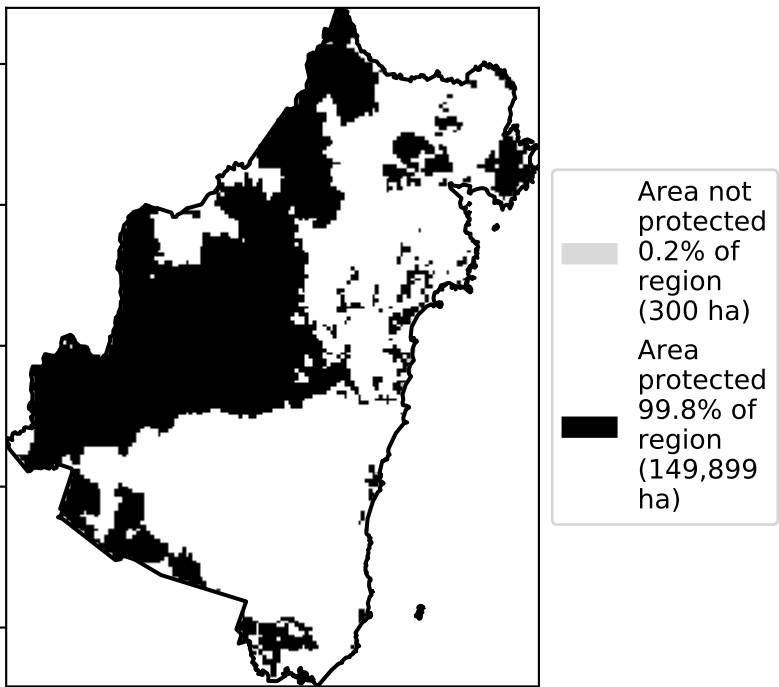 Area not
protected
0.2% of
region
(300 ha)
Area
protected
99.8% of
region
(149,899
ha)